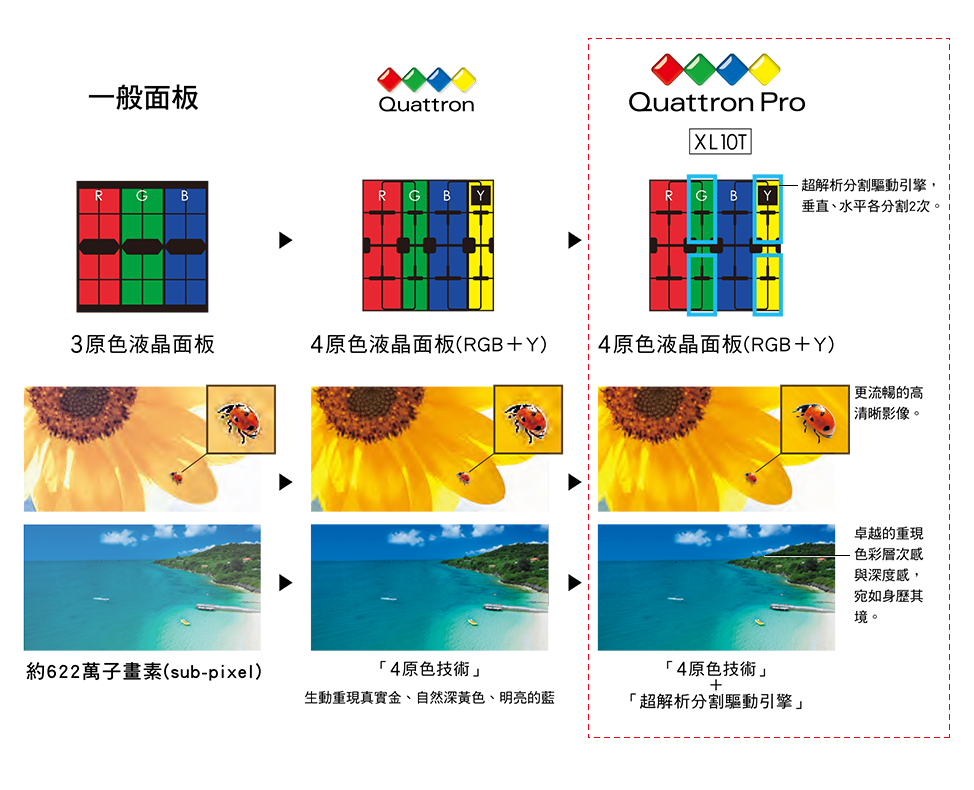 一般面板
Quattron
Quattron Pro
XL10T
R G B
R G B Y
R G B Y
超解析分割驅動引擎，
垂直、水平各分割2次。
3原色液晶面板
4原色液晶面板(RGB＋Y)
4原色液晶面板(RGB＋Y)
更流暢的高
清晰影像。
卓越的重現
色彩層次感
與深度感，
宛如身歷其
境。
約622萬子畫素(sub-pixel)
「4原色技術」
生動重現真實金、自然深黃色、明亮的藍
「4原色技術」
＋
「超解析分割驅動引擎」